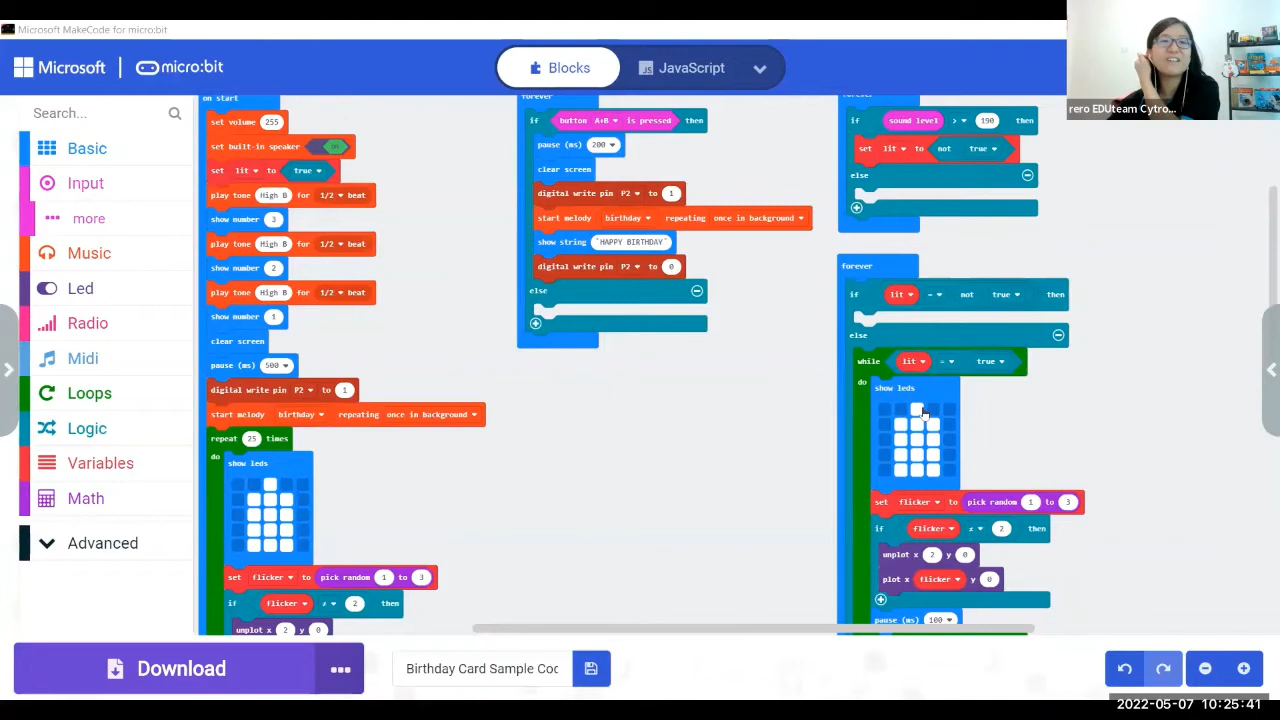 Microsoft MakeCode for micro:bit
Microsoft
micro:bit
Blocks
JS JavaScript
rero EDUteam Cytro...
Search...
Basic
Input
more
Music
Led
Radio
Midi
Loops
Logic
Variables
Math
Advanced
on start
set volume 255
set built-in speaker ON
set lit to true
play tone High B for 1/2 beat
show number 3
play tone High B for 1/2 beat
show number 2
play tone High B for 1/2 beat
show number 1
clear screen
pause (ms) 500
digital write pin P2 to 1
start melody birthday repeating once in background
repeat 25 times
do show leds
set flicker to pick random 1 to 3
if flicker ≠ 2 then
unplot x 2 y 0
forever
if button A+B is pressed then
pause (ms) 200
clear screen
digital write pin P2 to 1
start melody birthday repeating once in background
show string "HAPPY BIRTHDAY"
digital write pin P2 to 0
else
forever
if sound level > 190 then
set lit to not true
else
forever
if lit = not true then
else
while lit = true
do show leds
set flicker to pick random 1 to 3
if flicker ≠ 2 then
unplot x 2 y 0
plot x flicker y 0
pause (ms) 100
Download
Birthday Card Sample Coc
2022-05-07 10:25:41